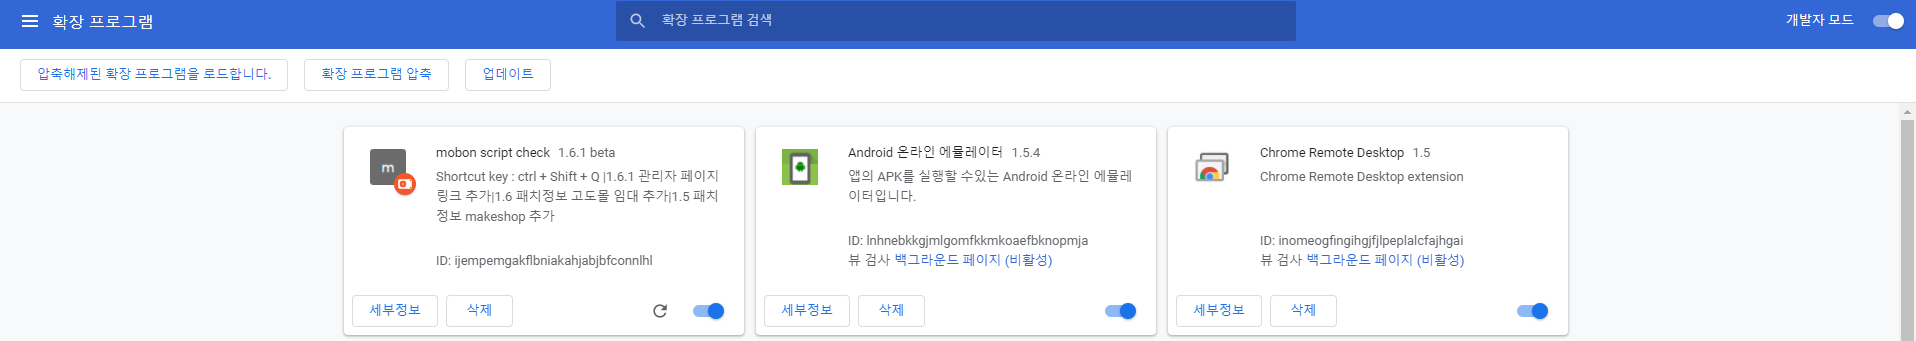 확장 프로그램
확장 프로그램 검색
개발자 모드
압축해제된 확장 프로그램을 로드합니다.
확장 프로그램 압축
업데이트
m
mobon script check 1.6.1 beta
Shortcut key : ctrl + Shift + Q |1.6.1 관리자 페이지
링크 추가|1.6 패치정보 고도몰 임대 추가|1.5 패치
정보 makeshop 추가
ID: ijempemgakflbniakahjabjbfconnlhl
세부정보
삭제
Android 온라인 에뮬레이터 1.5.4
앱의 APK를 실행할 수있는 Android 온라인 에뮬레
이터입니다.
ID: lnhnebkkgjmlgomfkkmkoaefbknopmja
뷰 검사 백그라운드 페이지 (비활성)
세부정보
삭제
Chrome Remote Desktop 1.5
Chrome Remote Desktop extension
ID: inomeogfingihgjfjlpeplalcfajhgai
뷰 검사 백그라운드 페이지 (비활성)
세부정보
삭제